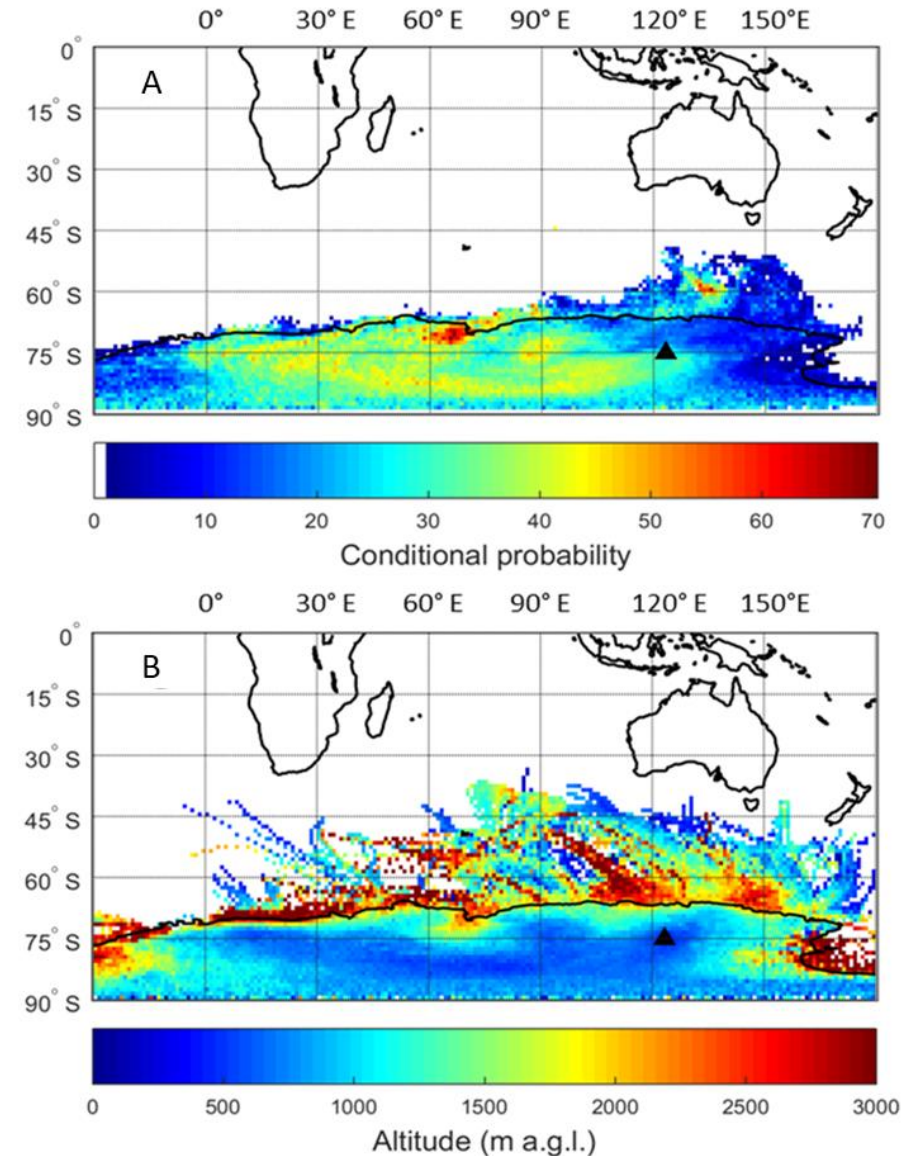 0° 30° E 60° E 90° E 120° E 150° E
0°
A
15° S
30° S
45° S
60° S
75° S
90° S
0 10 20 30 40 50 60 70
Conditional probability
0° 30° E 60° E 90° E 120° E 150° E
0°
B
15° S
30° S
45° S
60° S
75° S
90° S
0 500 1000 1500 2000 2500 3000
Altitude (m a.g.l.)